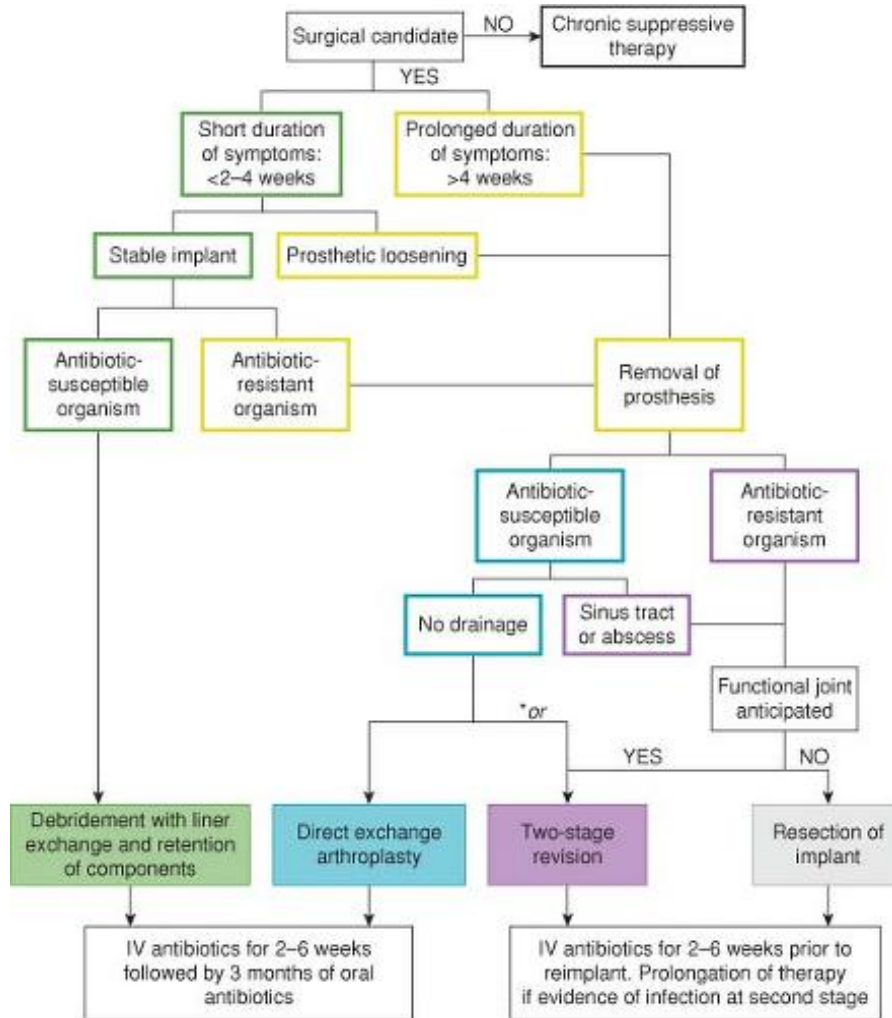 Surgical candidate
NO
Chronic suppressive
therapy
YES
Short duration
of symptoms:
<2–4 weeks
Prolonged duration
of symptoms:
>4 weeks
Stable implant
Prosthetic loosening
Antibiotic-
susceptible
organism
Antibiotic-
resistant
organism
Removal of
prosthesis
Antibiotic-
susceptible
organism
Antibiotic-
resistant
organism
No drainage
Sinus tract
or abscess
Functional joint
anticipated
*or
YES
NO
Debridement with liner
exchange and retention
of components
Direct exchange
arthroplasty
Two-stage
revision
Resection of
implant
IV antibiotics for 2–6 weeks
followed by 3 months of oral
antibiotics
IV antibiotics for 2–6 weeks prior to
reimplant. Prolongation of therapy
if evidence of infection at second stage